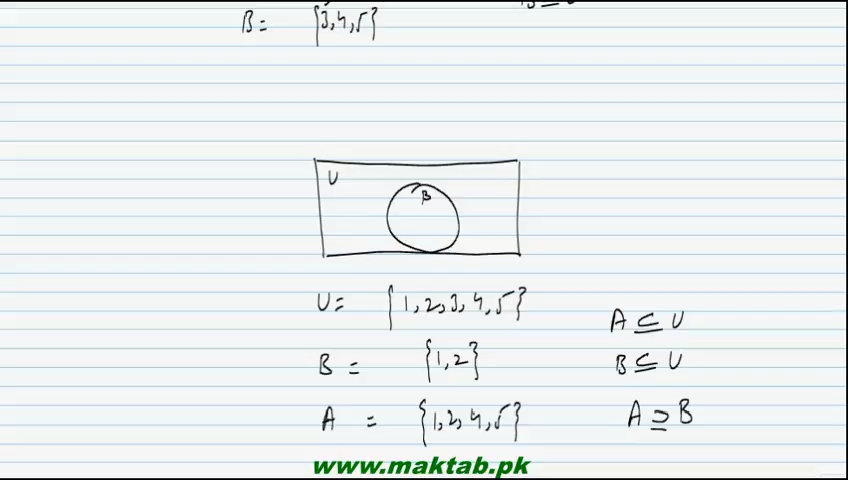 B = {3,4,5}
U
B
U = {1,2,3,4,5}
A ⊆ U
B = {1,2}
B ⊆ U
A = {1,2,4,5}
A ⊇ B
www.maktab.pk